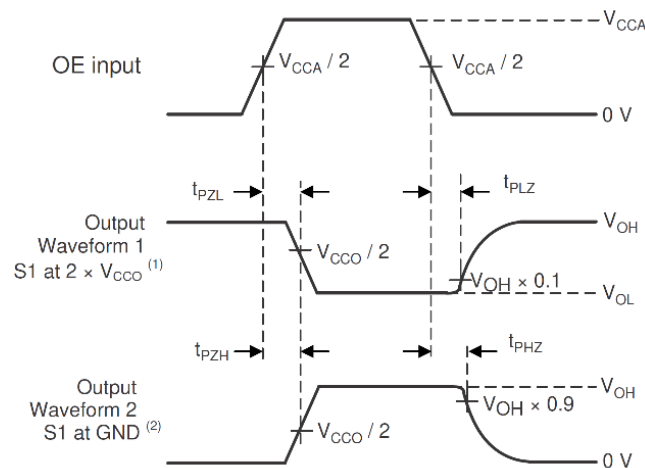 V_CCA
OE input
V_CCA / 2
V_CCA / 2
0 V
t_PZL
t_PLZ
Output
Waveform 1
S1 at 2 × V_CCO (1)
V_OH
V_CCO / 2
V_OH × 0.1
V_OL
t_PZH
t_PHZ
Output
Waveform 2
S1 at GND (2)
V_OH
V_OH × 0.9
V_CCO / 2
0 V